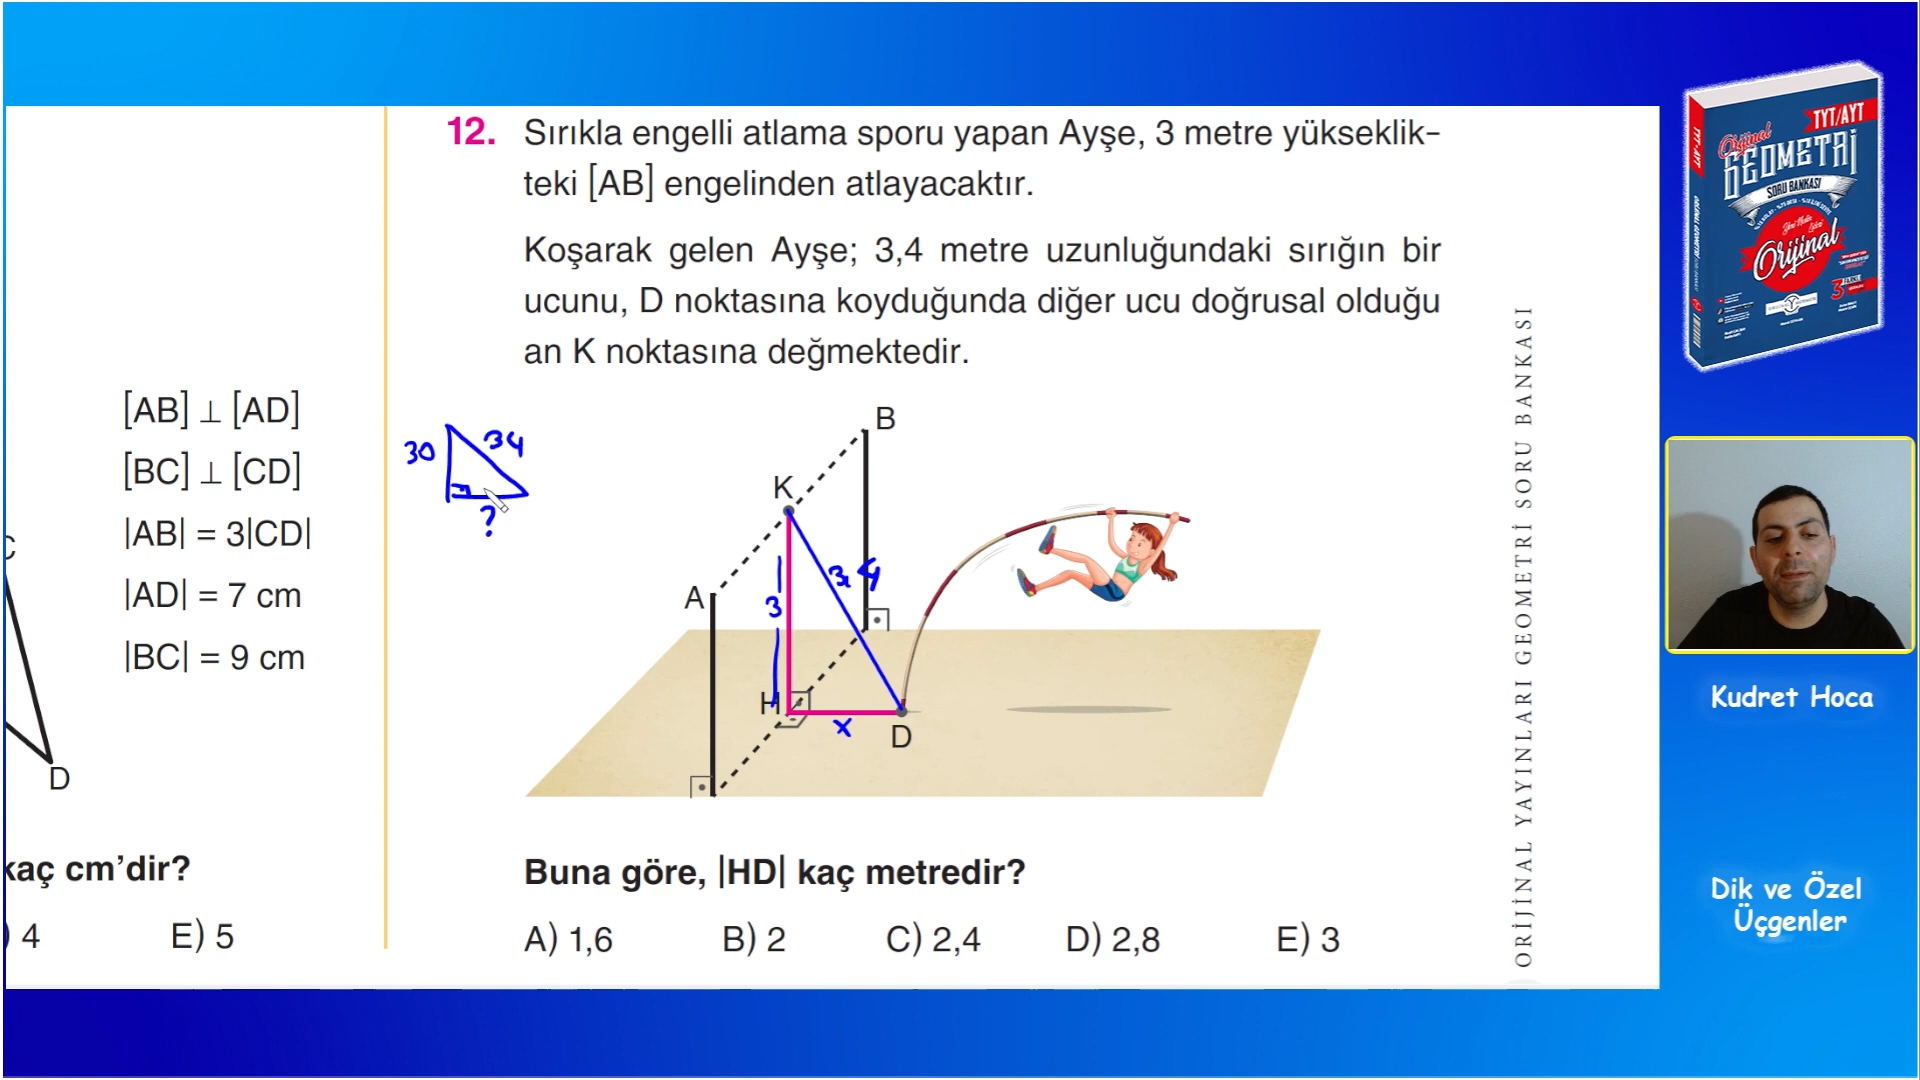 12. Sırıkla engelli atlama sporu yapan Ayşe, 3 metre yükseklik-
teki [AB] engelinden atlayacaktır.
Koşarak gelen Ayşe; 3,4 metre uzunluğundaki sırığın bir
ucunu, D noktasına koyduğunda diğer ucu doğrusal olduğu
an K noktasına değmektedir.
[AB] ⊥ [AD]
[BC] ⊥ [CD]
|AB| = 3|CD|
|AD| = 7 cm
|BC| = 9 cm
C
D
kaç cm'dir?
4
E) 5
30
34
?
B
K
A
3
3,4
H
x
D
Buna göre, |HD| kaç metredir?
A) 1,6 B) 2 C) 2,4 D) 2,8 E) 3
ORİJİNAL YAYINLARI GEOMETRİ SORU BANKASI
TYT/AYT
Orijinal
GEOMETRİ
SORU BANKASI
Orijinal
TYT-AYT
3
Kudret Hoca
Dik ve Özel
Üçgenler